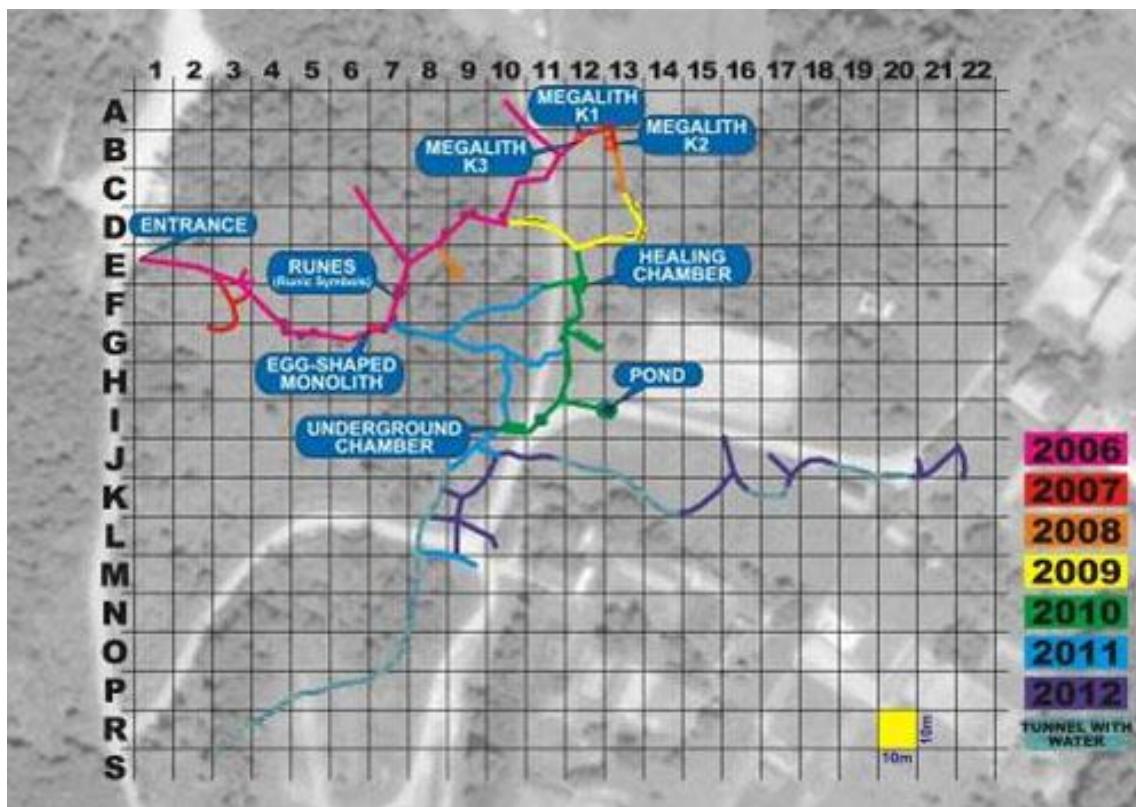 1 2 3 4 5 6 7 8 9 10 11 12 13 14 15 16 17 18 19 20 21 22
A
B
C
D
E
F
G
H
I
J
K
L
M
N
O
P
R
S
MEGALITH
K1
MEGALITH
K2
MEGALITH
K3
ENTRANCE
RUNES
(Runic Symbols)
HEALING
CHAMBER
EGG-SHAPED
MONOLITH
POND
UNDERGROUND
CHAMBER
2006
2007
2008
2009
2010
2011
2012
TUNNEL WITH
WATER
10m
10m